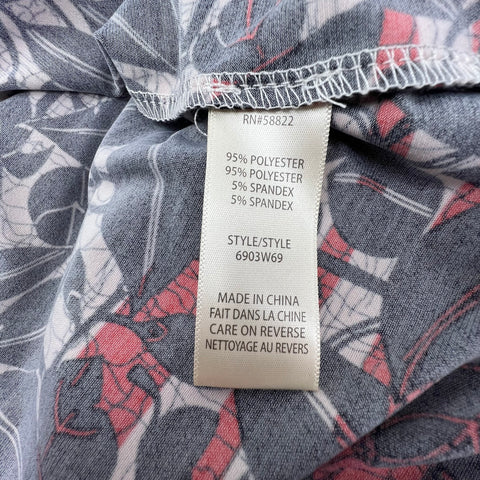 RN#58822
95% POLYESTER
95% POLYESTER
5% SPANDEX
5% SPANDEX
STYLE/STYLE
6903W69
MADE IN CHINA
FAIT DANS LA CHINE
CARE ON REVERSE
NETTOYAGE AU REVERS